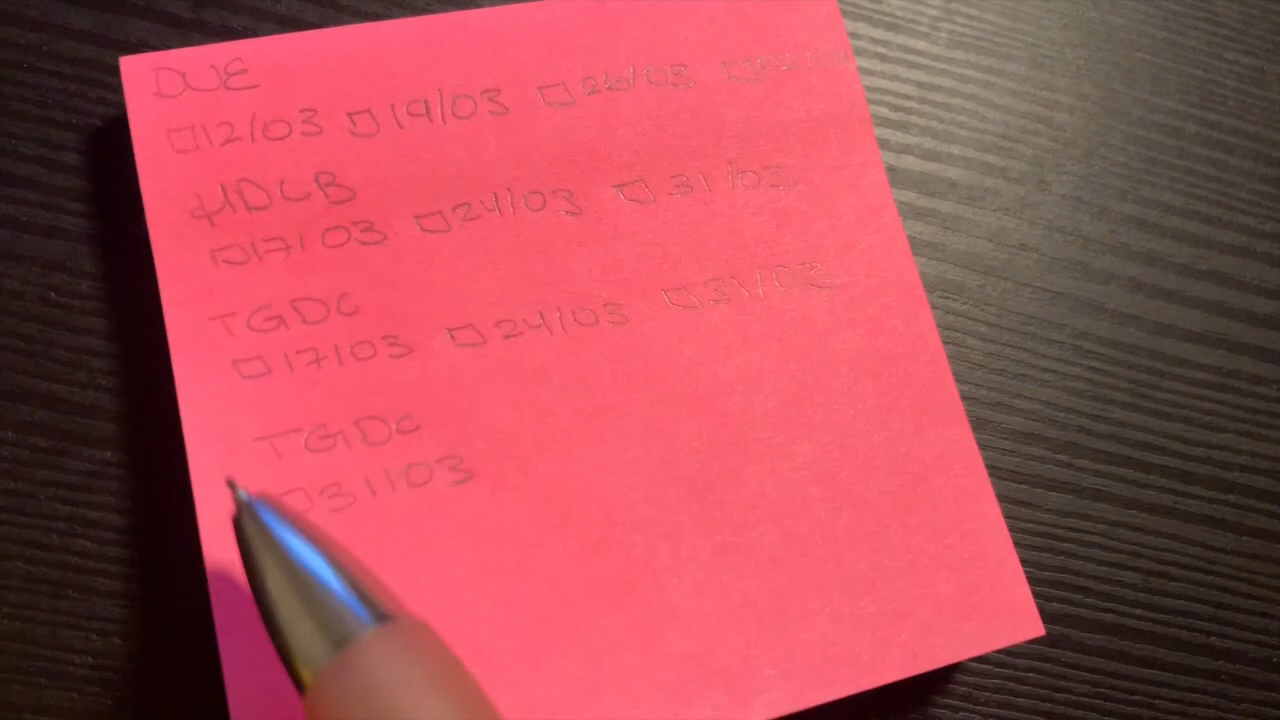 DUE
□12/03 □19/03 □26/03
HDCB
□17/03 □24/03 □31/03
TGDC
□17/03 □24/03 □31/03
TGDC
□31/03